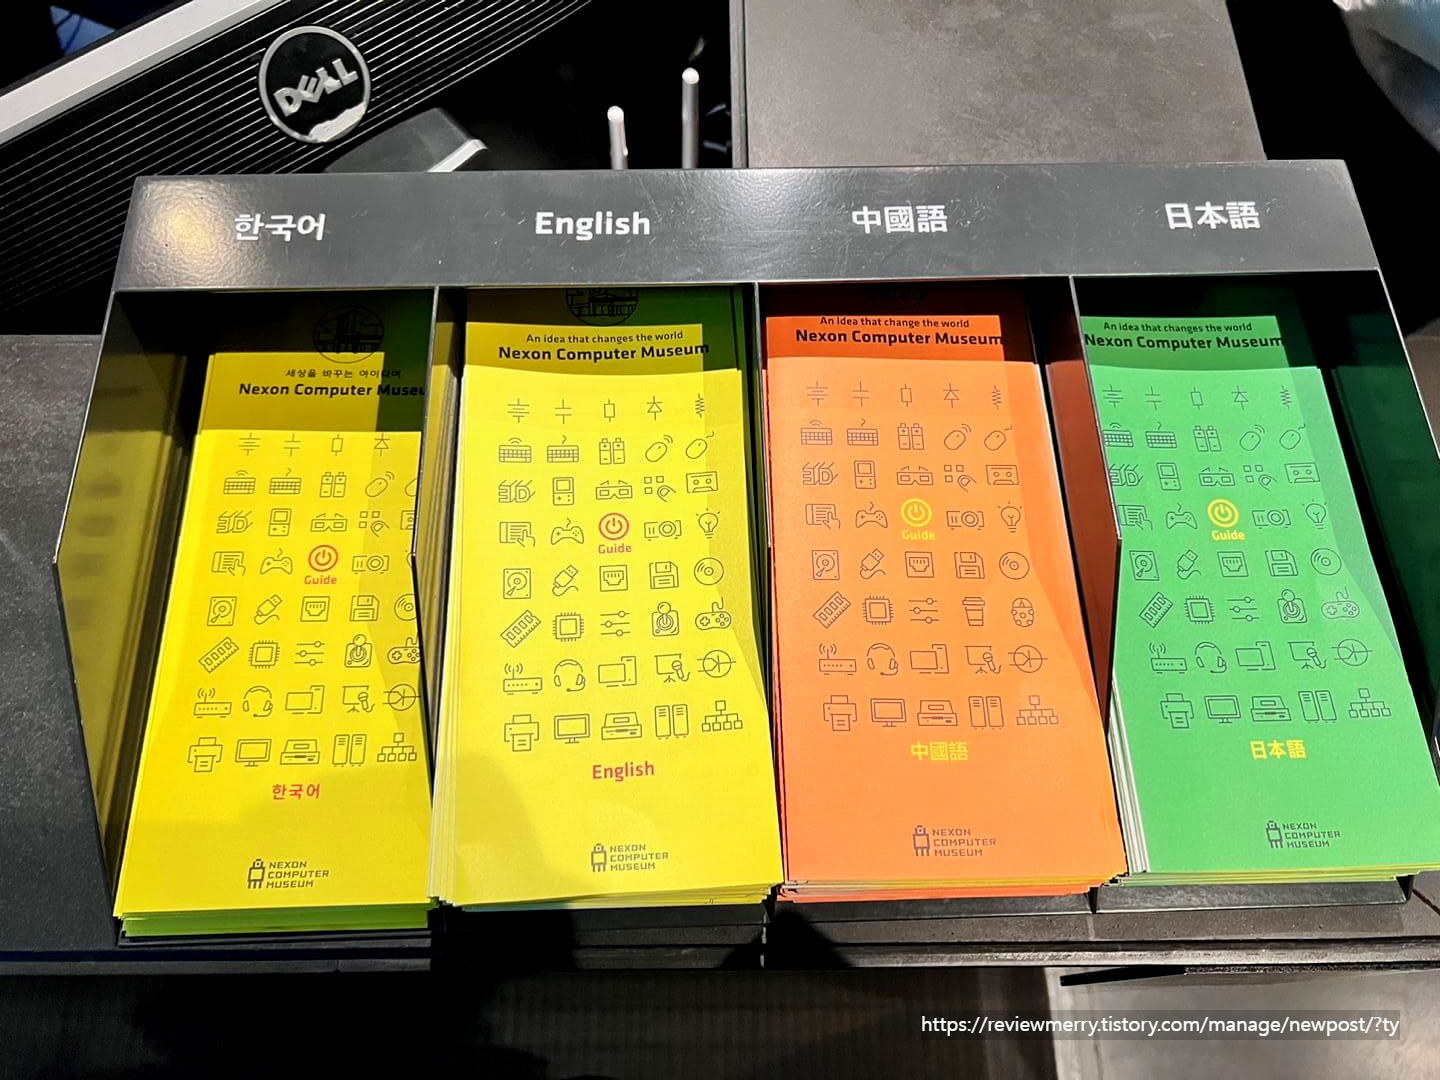 DELL
한국어
English
中國語
日本語
세상을 바꾸는 아이디어
Nexon Computer Museu
3D
Guide
한국어
NEXON
COMPUTER
MUSEUM
An idea that changes the world
Nexon Computer Museum
3D
Guide
English
NEXON
COMPUTER
MUSEUM
An idea that change the world
Nexon Computer Museum
3D
Guide
中國語
NEXON
COMPUTER
MUSEUM
An idea that changes the world
Nexon Computer Museum
3D
Guide
日本語
NEXON
COMPUTER
MUSEUM
https://reviewmerry.tistory.com/manage/newpost/?ty